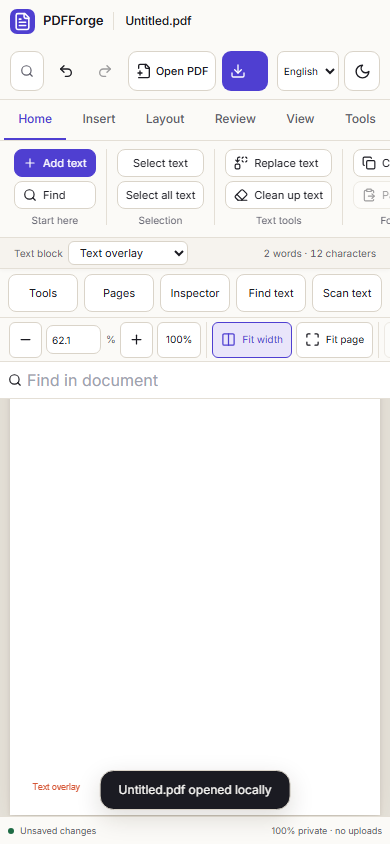 PDFForge Untitled.pdf
Open PDF English
Home Insert Layout Review View Tools
Add text Select text Replace text
Find Select all text Clean up text
Start here Selection Text tools
Text block Text overlay 2 words · 12 characters
Tools Pages Inspector Find text Scan text
62.1 % 100% Fit width Fit page
Find in document
Text overlay
Untitled.pdf opened locally
Unsaved changes 100% private · no uploads